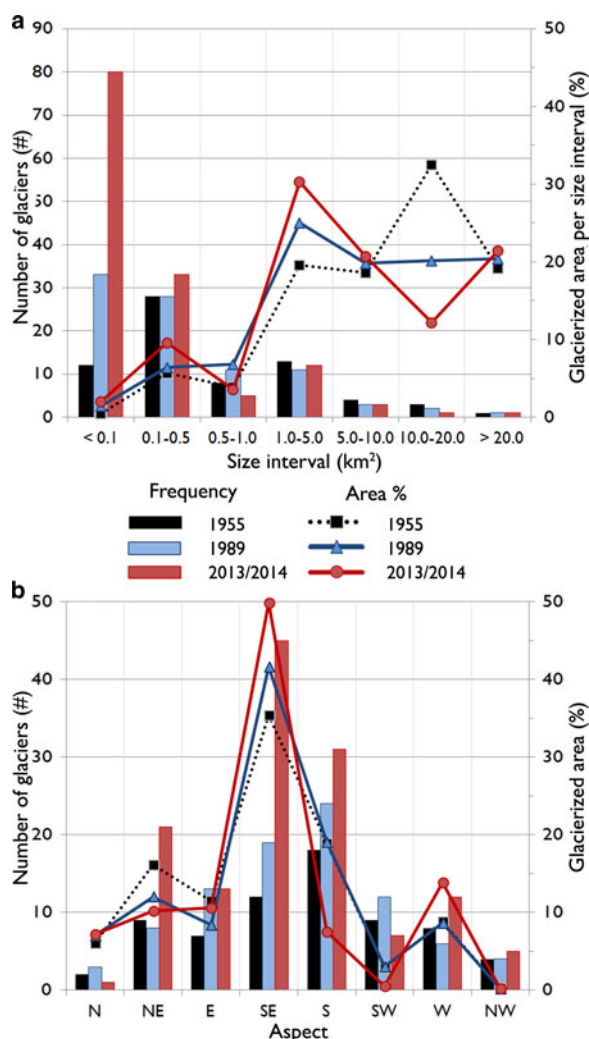 a
90
80
70
60
50
40
30
20
10
0
Number of glaciers (#)
50
40
30
20
10
0
Glacierized area per size interval (%)
< 0.1 0.1-0.5 0.5-1.0 1.0-5.0 5.0-10.0 10.0-20.0 > 20.0
Size interval (km²)
Frequency Area %
1955 1955
1989 1989
2013/2014 2013/2014
b
50
40
30
20
10
0
Number of glaciers (#)
50
40
30
20
10
0
Glacierized area (%)
N NE E SE S SW W NW
Aspect